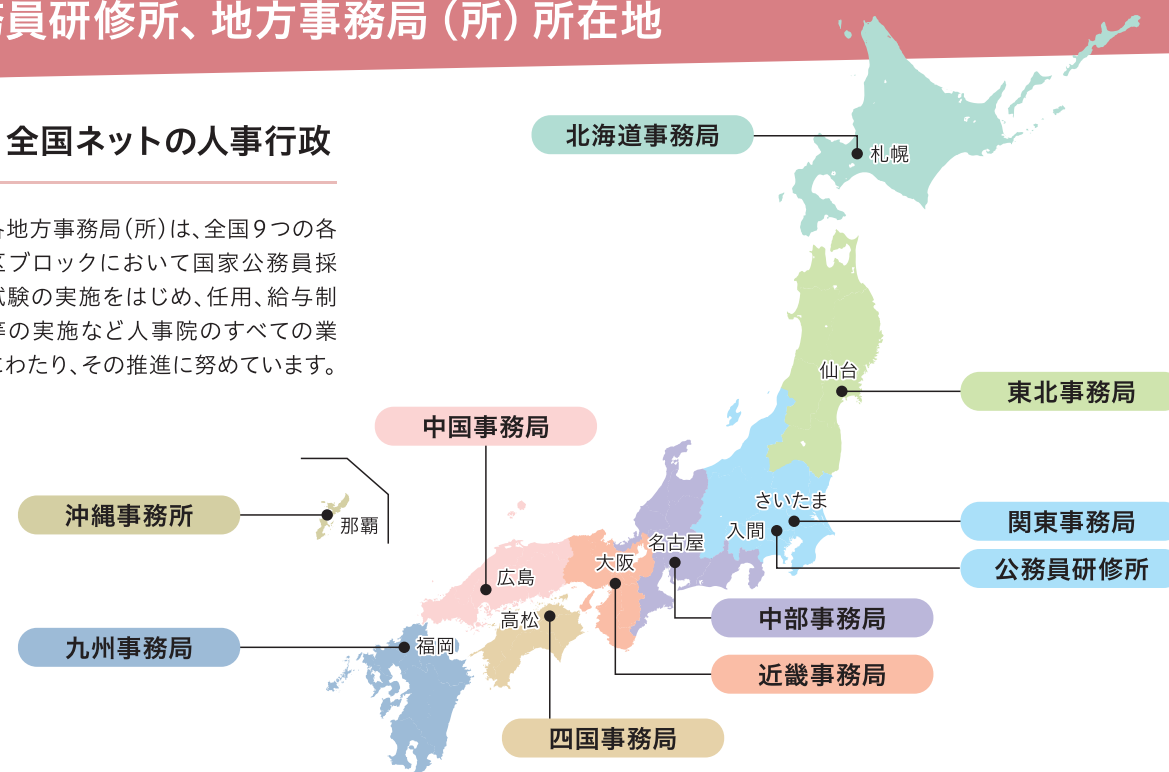 務員研修所、地方事務局（所）所在地
全国ネットの人事行政
各地方事務局（所）は、全国9つの各
区ブロックにおいて国家公務員採
試験の実施をはじめ、任用、給与制
等の実施など人事院のすべての業
にわたり、その推進に努めています。
北海道事務局
札幌
仙台
東北事務局
中国事務局
沖縄事務所
那覇
さいたま
関東事務局
入間
公務員研修所
名古屋
大阪
広島
高松
中部事務局
九州事務局
福岡
近畿事務局
四国事務局